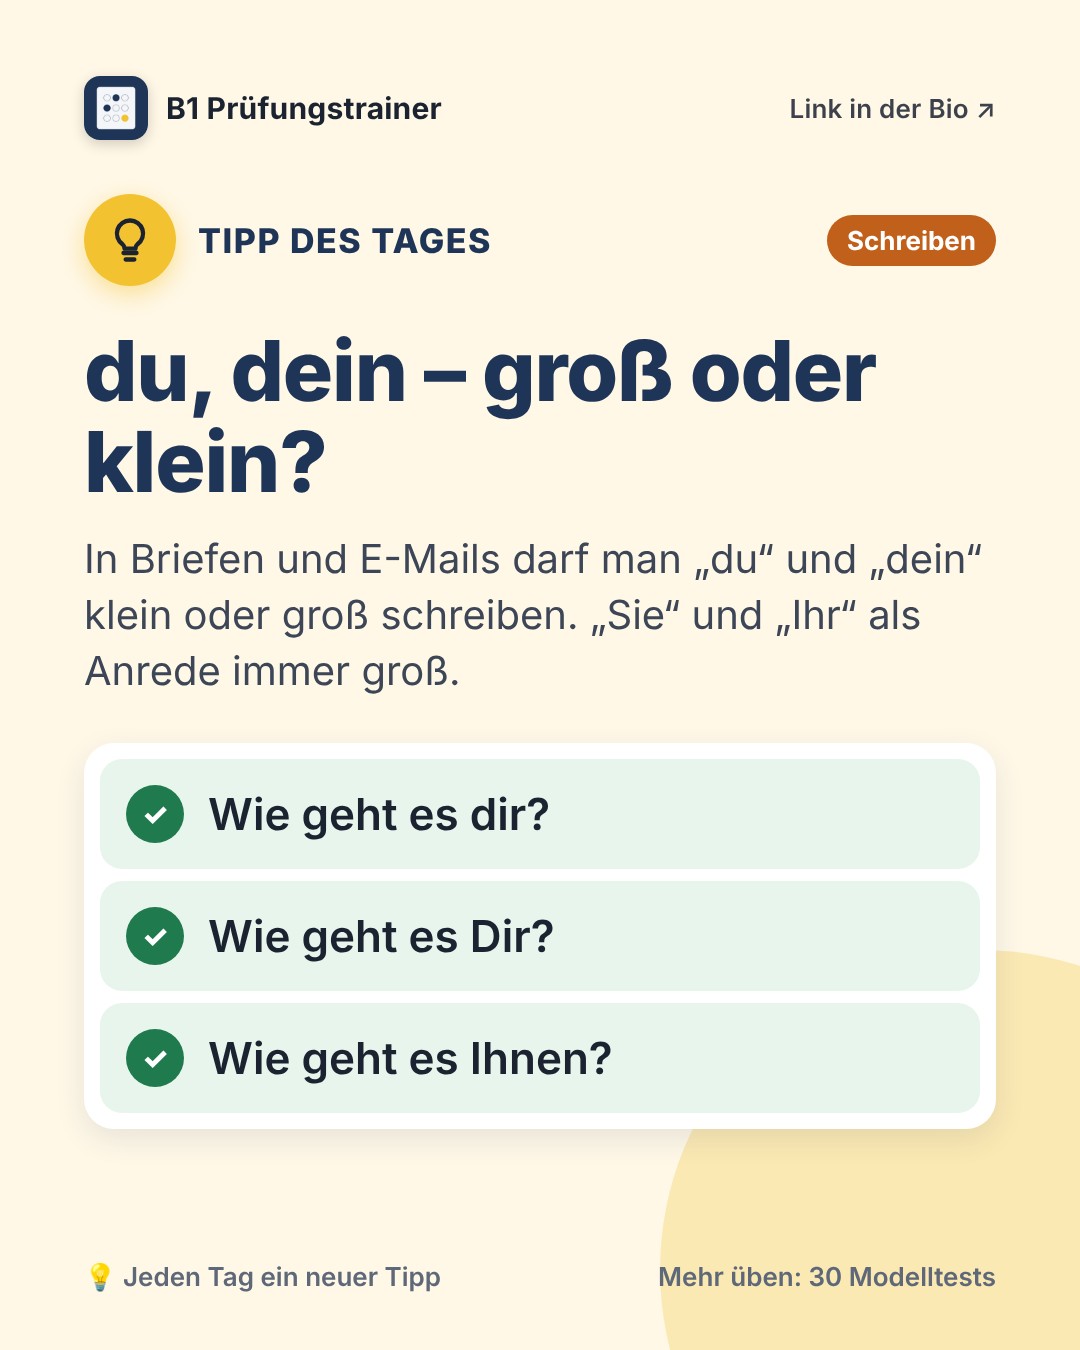 B1 Prüfungstrainer
Link in der Bio ↗
TIPP DES TAGES
Schreiben
du, dein – groß oder
klein?
In Briefen und E-Mails darf man „du“ und „dein“
klein oder groß schreiben. „Sie“ und „Ihr“ als
Anrede immer groß.
Wie geht es dir?
Wie geht es Dir?
Wie geht es Ihnen?
💡 Jeden Tag ein neuer Tipp
Mehr üben: 30 Modelltests